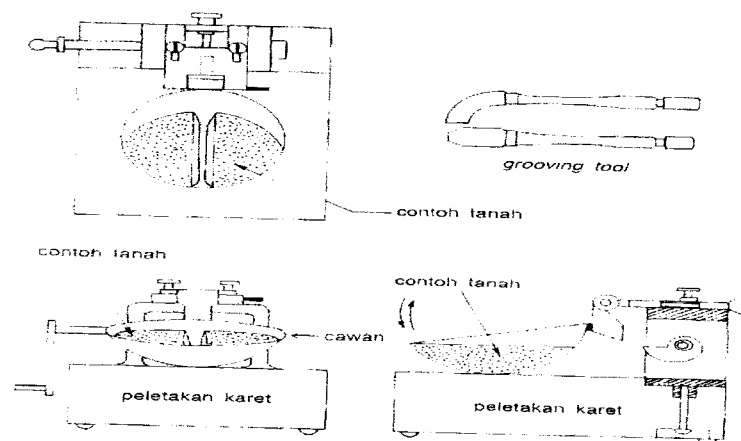 grooving tool
contoh tanah
contoh tanah
contoh tanah
cawan
peletakan karet
peletakan karet